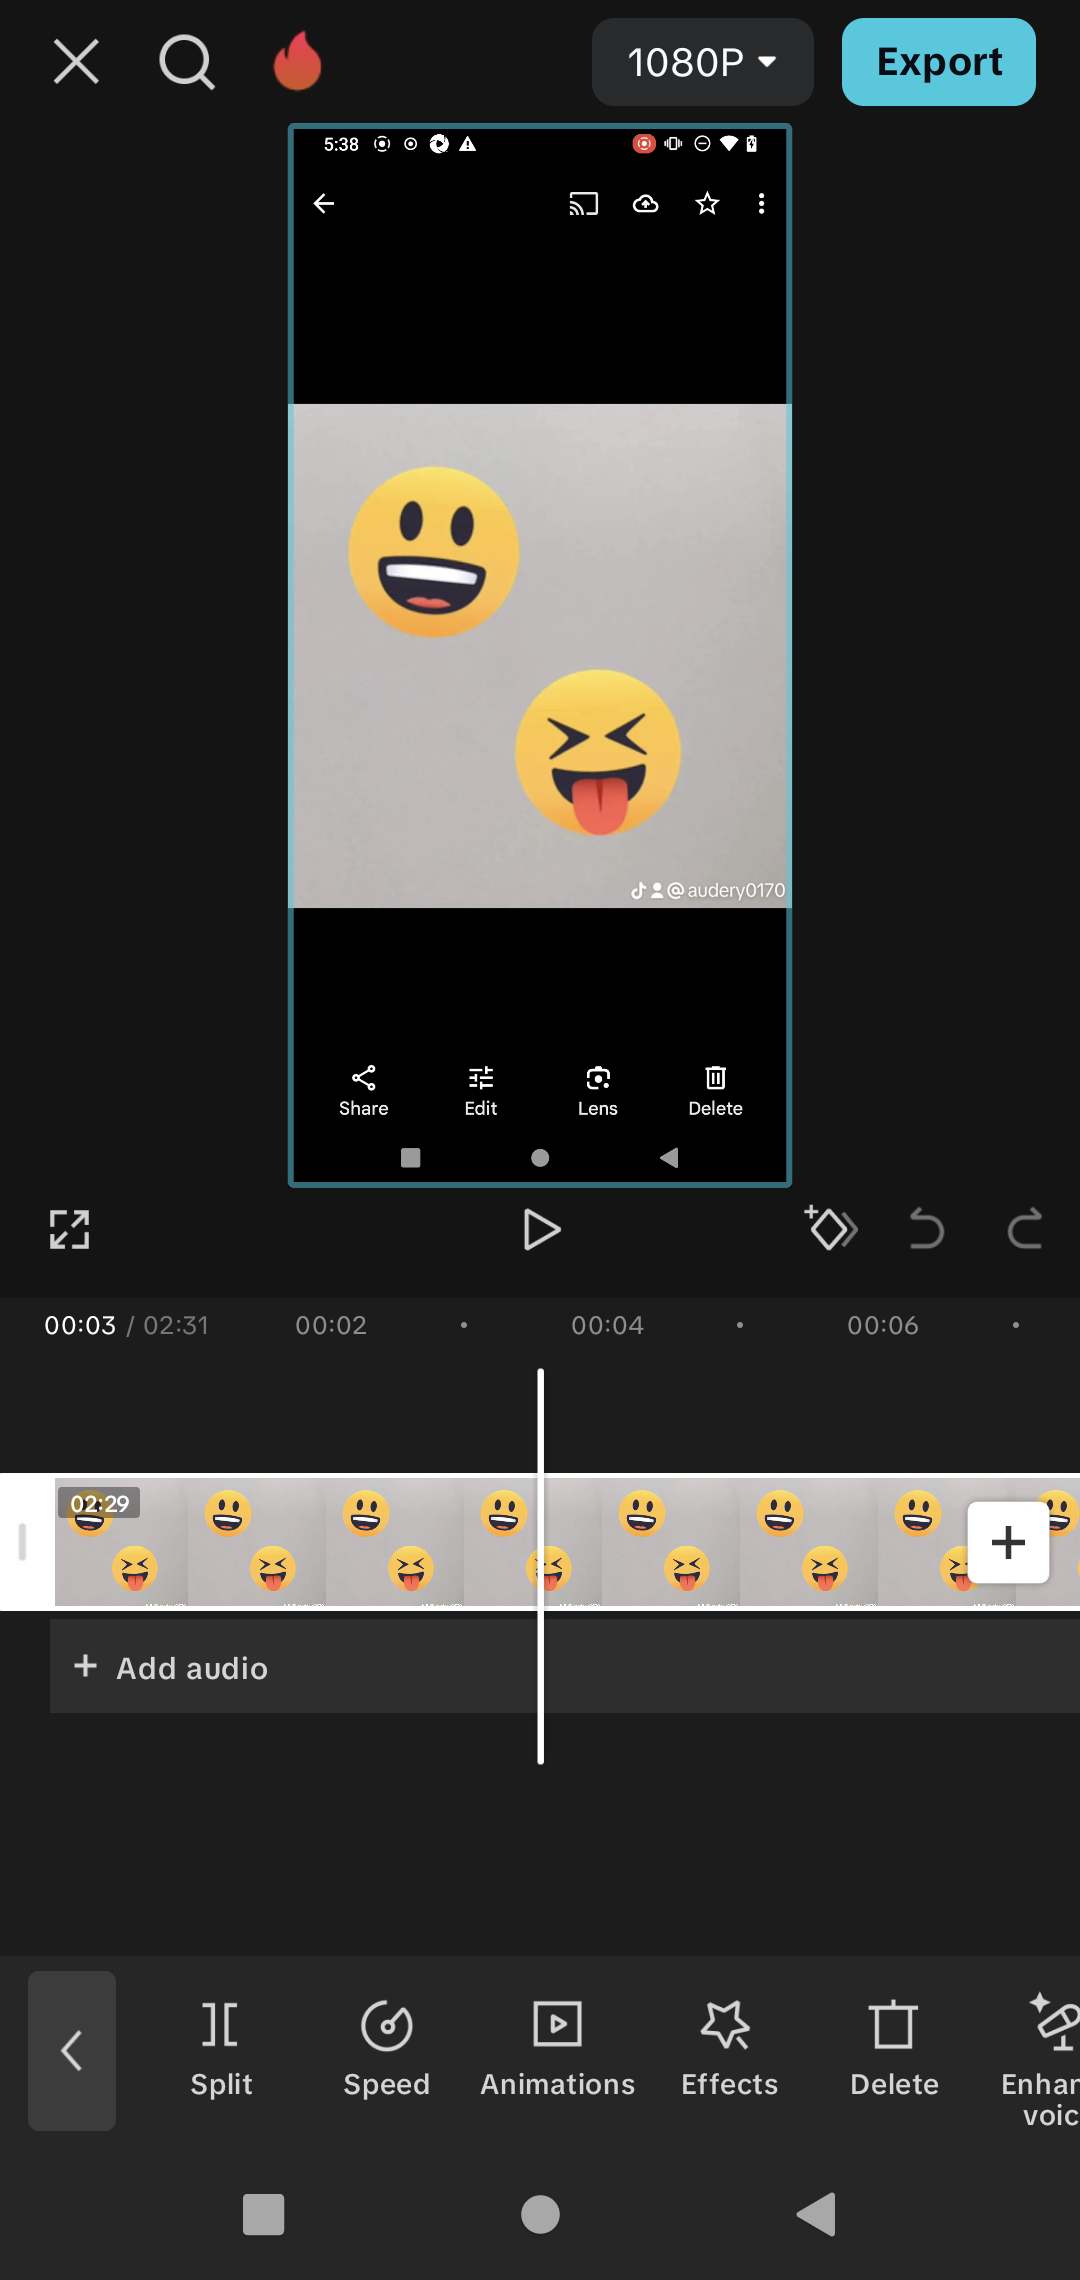 1080P
Export
5:38
@audery0170
Share
Edit
Lens
Delete
00:03 / 02:31
00:02
00:04
00:06
02:29
+ Add audio
Split
Speed
Animations
Effects
Delete
Enhan
voic